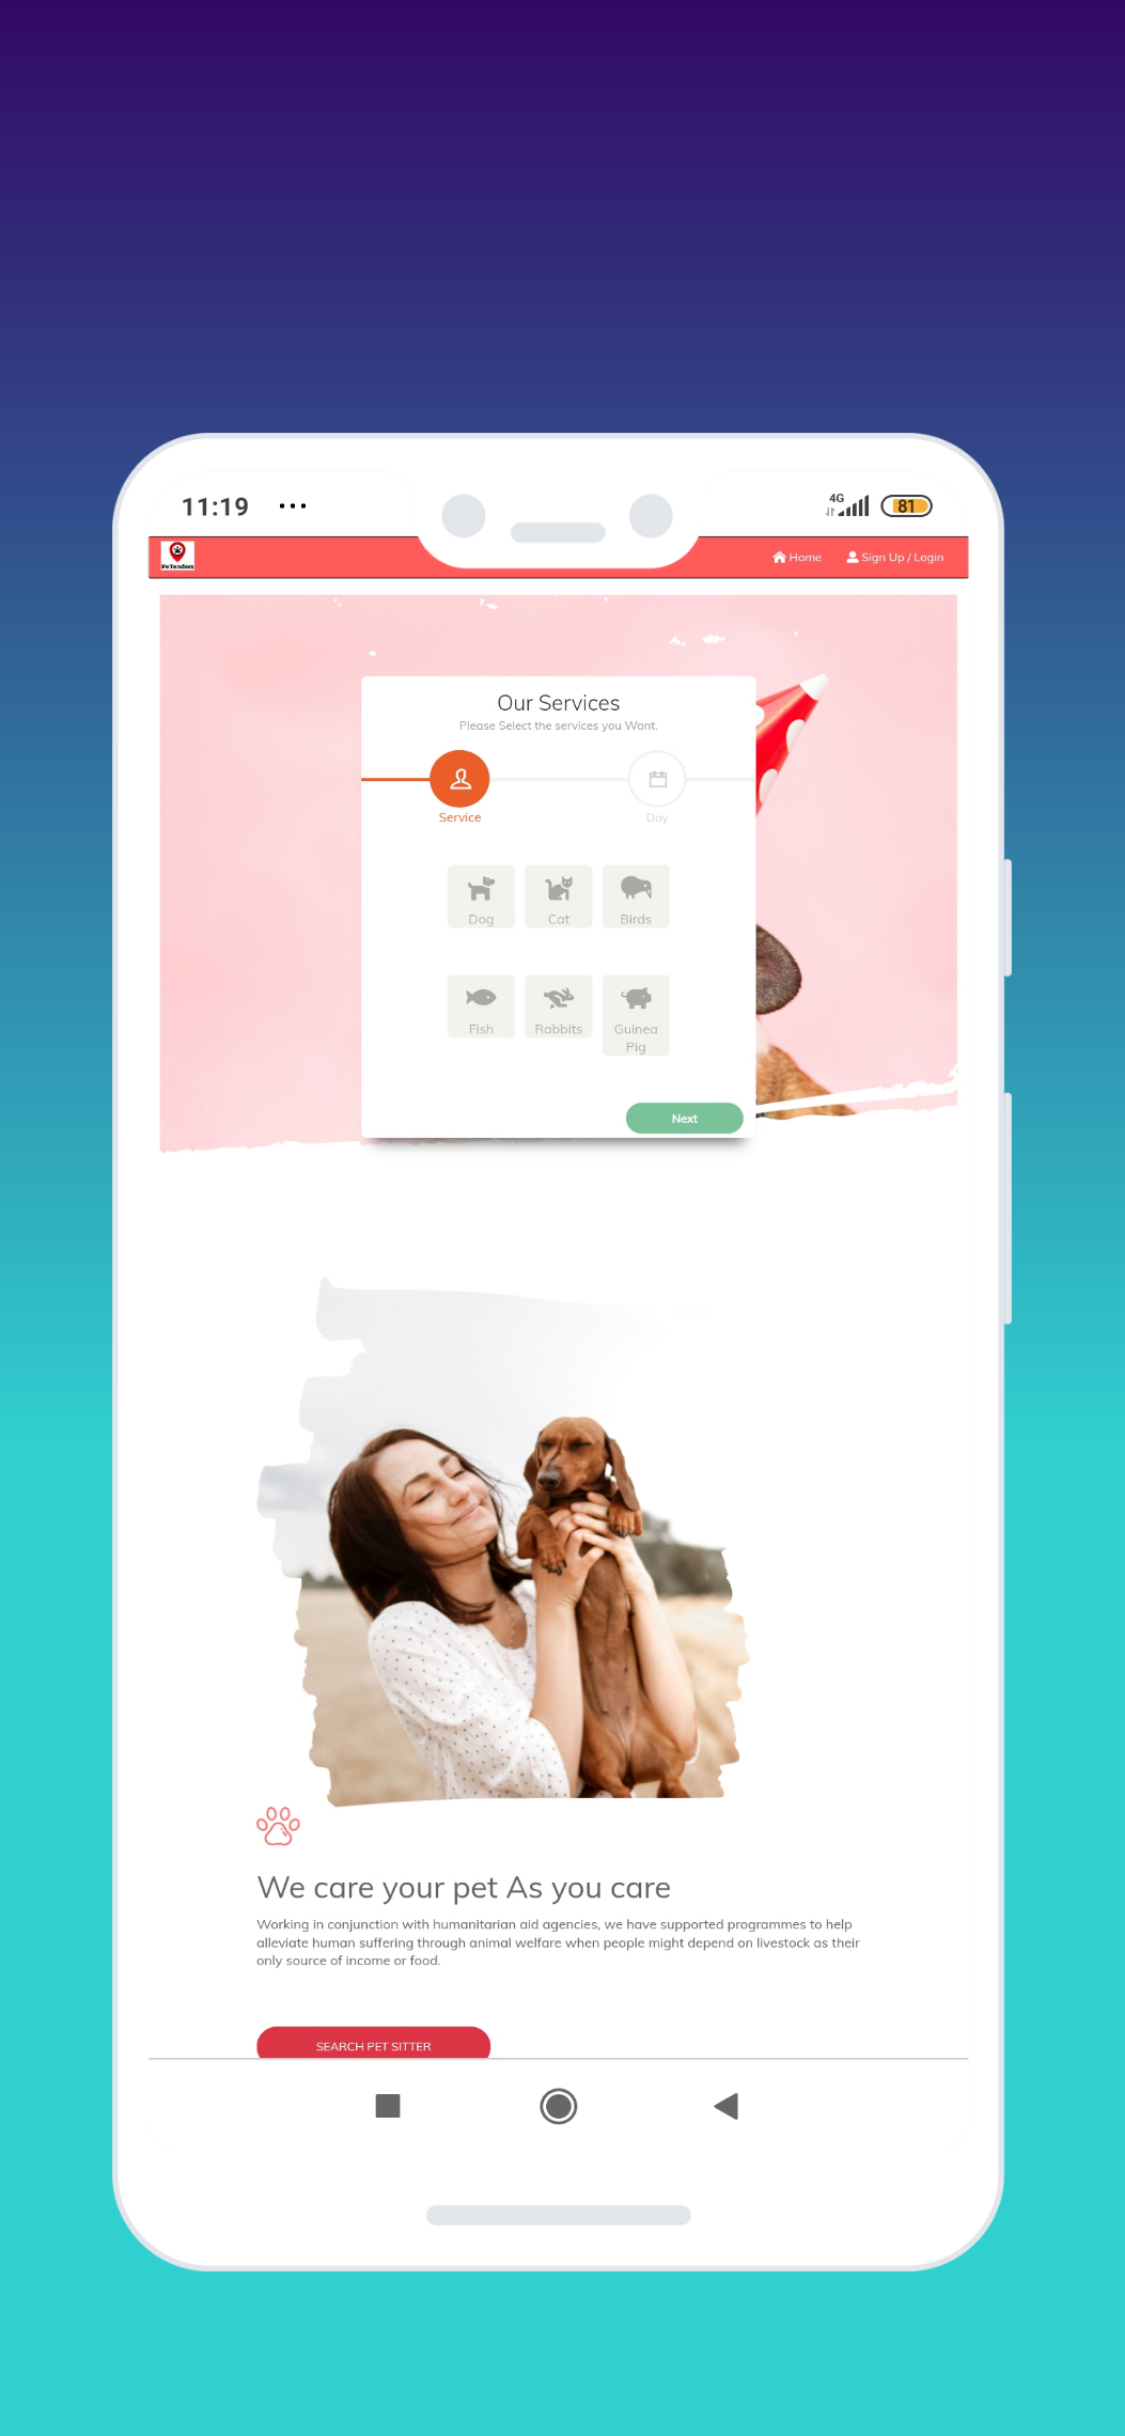 11:19
4G
81
PeTenders
Home
Sign Up / Login
Our Services
Please Select the services you Want.
Service
Day
Dog
Cat
Birds
Fish
Rabbits
Guinea
Pig
Next
We care your pet As you care
Working in conjunction with humanitarian aid agencies, we have supported programmes to help
alleviate human suffering through animal welfare when people might depend on livestock as their
only source of income or food.
SEARCH PET SITTER